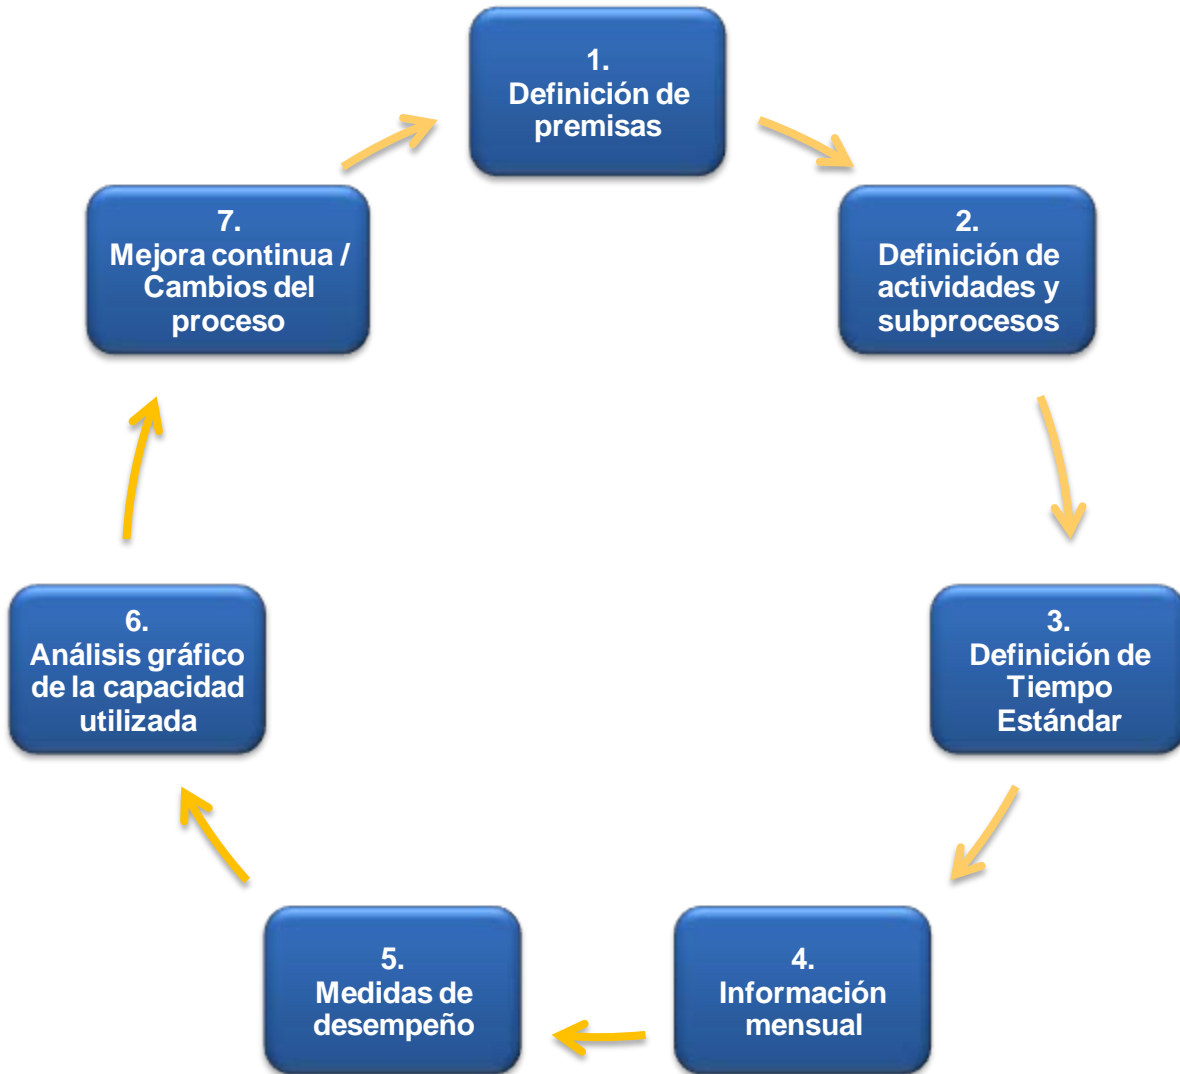 1.
Definición de
premisas
2.
Definición de
actividades y
subprocesos
3.
Definición de
Tiempo
Estándar
4.
Información
mensual
5.
Medidas de
desempeño
6.
Análisis gráfico
de la capacidad
utilizada
7.
Mejora continua /
Cambios del
proceso